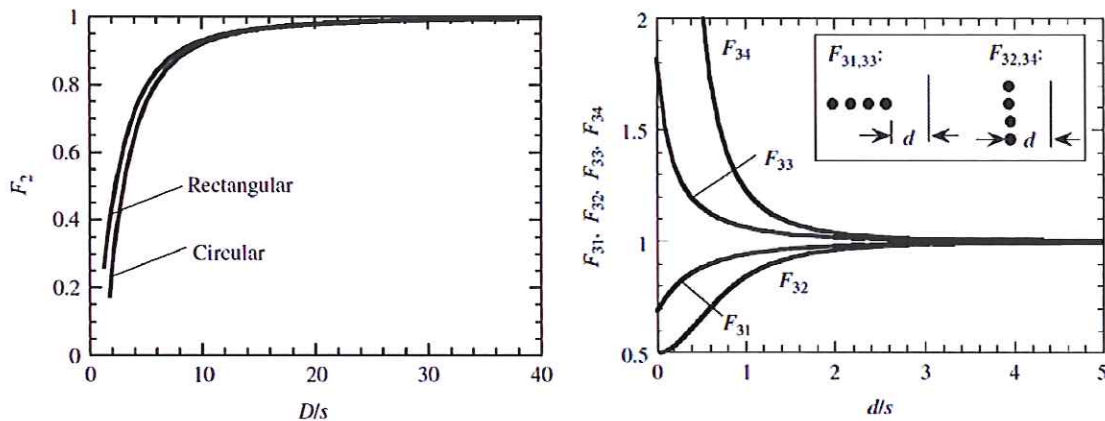 1
0.8
0.6
0.4
0.2
0
F₂
Rectangular
Circular
0 10 20 30 40
D/s
2
1.5
1
0.5
F₃₁、F₃₂、F₃₃、F₃₄
F₃₄
F₃₃
F₃₂
F₃₁
F₃₁,₃₃:
F₃₂,₃₄:
d
d
0 1 2 3 4 5
d/s